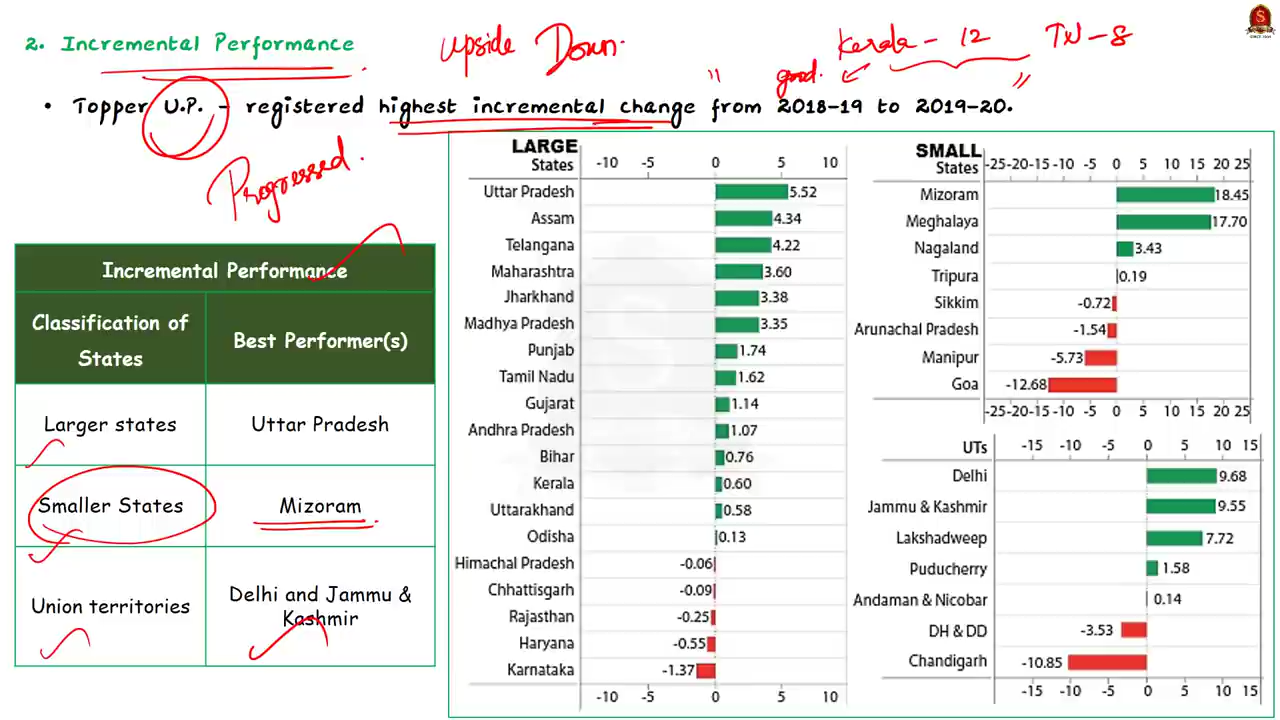 2. Incremental Performance
upside Down.
Kerala - 12 TN - 8
" good. "
• Topper U.P. - registered highest incremental change from 2018-19 to 2019-20.
Progressed.
Incremental Performance
Classification of States
Best Performer(s)
Larger states
Uttar Pradesh
Smaller States
Mizoram
Union territories
Delhi and Jammu & Kashmir
LARGE
States -10 -5 0 5 10
Uttar Pradesh 5.52
Assam 4.34
Telangana 4.22
Maharashtra 3.60
Jharkhand 3.38
Madhya Pradesh 3.35
Punjab 1.74
Tamil Nadu 1.62
Gujarat 1.14
Andhra Pradesh 1.07
Bihar 0.76
Kerala 0.60
Uttarakhand 0.58
Odisha 0.13
Himachal Pradesh -0.06
Chhattisgarh -0.09
Rajasthan -0.25
Haryana -0.55
Karnataka -1.37
-10 -5 0 5 10
SMALL
States -25 -20 -15 -10 -5 0 5 10 15 20 25
Mizoram 18.45
Meghalaya 17.70
Nagaland 3.43
Tripura 0.19
Sikkim -0.72
Arunachal Pradesh -1.54
Manipur -5.73
Goa -12.68
-25 -20 -15 -10 -5 0 5 10 15 20 25
UTs -15 -10 -5 0 5 10 15
Delhi 9.68
Jammu & Kashmir 9.55
Lakshadweep 7.72
Puducherry 1.58
Andaman & Nicobar 0.14
DH & DD -3.53
Chandigarh -10.85
-15 -10 -5 0 5 10 15